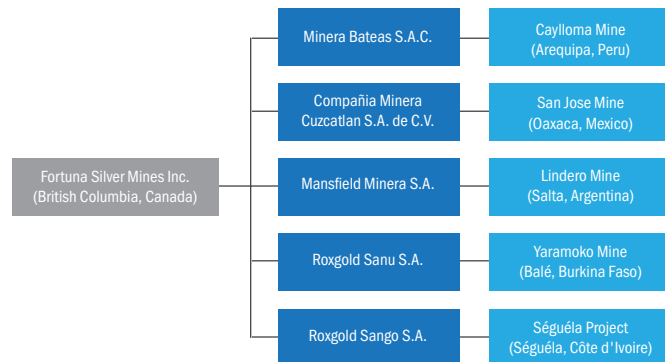 Minera Bateas S.A.C.
Caylloma Mine
(Arequipa, Peru)
Compañia Minera
Cuzcatlan S.A. de C.V.
San Jose Mine
(Oaxaca, Mexico)
Fortuna Silver Mines Inc.
(British Columbia, Canada)
Mansfield Minera S.A.
Lindero Mine
(Salta, Argentina)
Roxgold Sanu S.A.
Yaramoko Mine
(Balé, Burkina Faso)
Roxgold Sango S.A.
Séguéla Project
(Séguéla, Côte d'Ivoire)